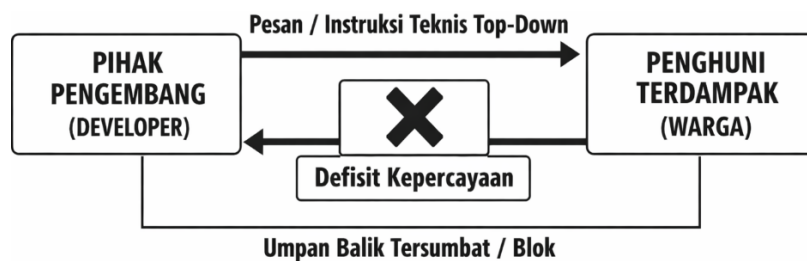 Pesan / Instruksi Teknis Top-Down
PIHAK
PENGEMBANG
(DEVELOPER)
PENGHUNI
TERDAMPAK
(WARGA)
Defisit Kepercayaan
Umpan Balik Tersumbat / Blok